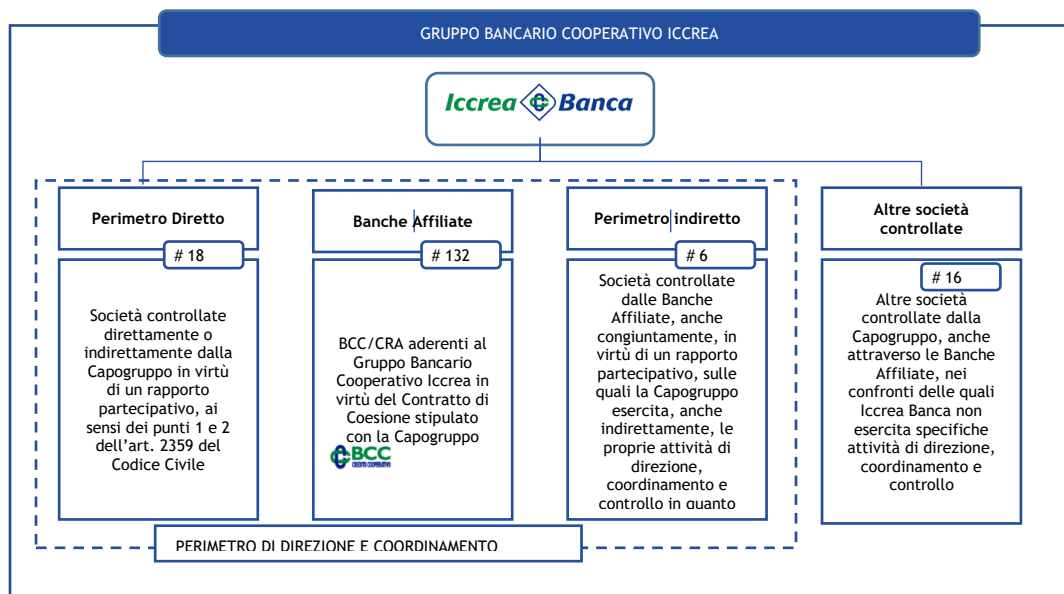 GRUPPO BANCARIO COOPERATIVO ICCREA
Iccrea Banca
Perimetro Diretto
# 18
Società controllate
direttamente o
indirettamente dalla
Capogruppo in virtù
di un rapporto
partecipativo, ai
sensi dei punti 1 e 2
dell'art. 2359 del
Codice Civile
Banche Affiliate
# 132
BCC/CRA aderenti al
Gruppo Bancario
Cooperativo Iccrea in
virtù del Contratto di
Coesione stipulato
con la Capogruppo
BCC
CREDITO COOPERATIVO
Perimetro indiretto
# 6
Società controllate
dalle Banche
Affiliate, anche
congiuntamente, in
virtù di un rapporto
partecipativo, sulle
quali la Capogruppo
esercita, anche
indirettamente, le
proprie attività di
direzione,
coordinamento e
controllo in quanto
Altre società
controllate
# 16
Altre società
controllate dalla
Capogruppo, anche
attraverso le Banche
Affiliate, nei
confronti delle quali
Iccrea Banca non
esercita specifiche
attività di direzione,
coordinamento e
controllo
PERIMETRO DI DIREZIONE E COORDINAMENTO